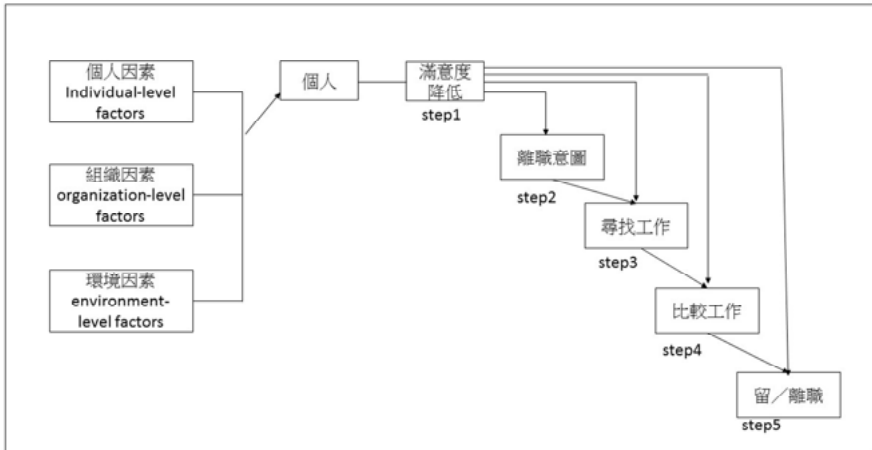 個人因素
Individual-level
factors
組織因素
organization-level
factors
環境因素
environment-
level factors
個人
滿意度
降低
step1
離職意圖
step2
尋找工作
step3
比較工作
step4
留／離職
step5